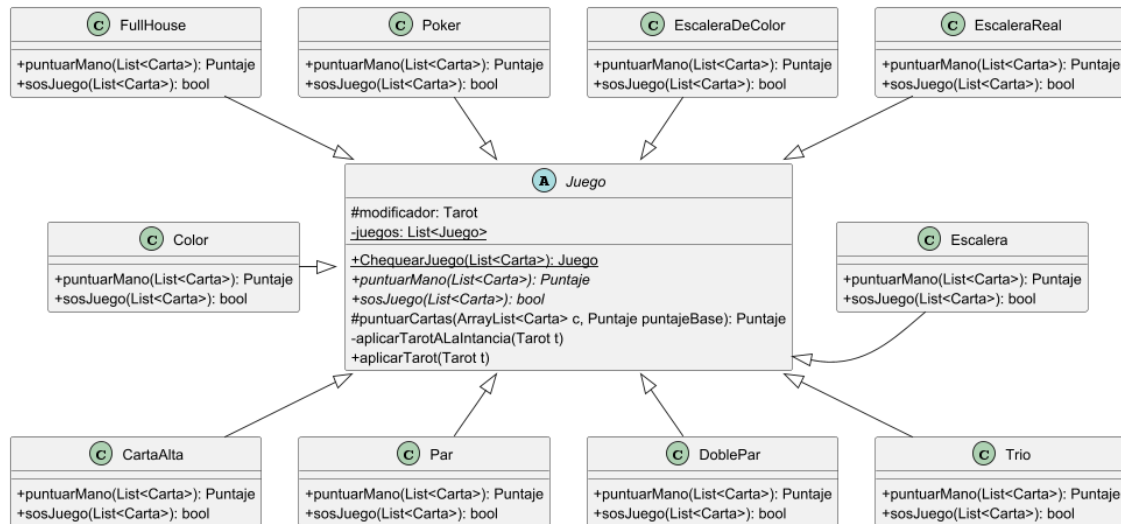 C FullHouse
+puntuarMano(List<Carta>): Puntaje
+sosJuego(List<Carta>): bool
C Poker
+puntuarMano(List<Carta>): Puntaje
+sosJuego(List<Carta>): bool
C EscaleraDeColor
+puntuarMano(List<Carta>): Puntaje
+sosJuego(List<Carta>): bool
C EscaleraReal
+puntuarMano(List<Carta>): Puntaje
+sosJuego(List<Carta>): bool
A Juego
#modificador: Tarot
-juegos: List<Juego>
+ChequearJuego(List<Carta>): Juego
+puntuarMano(List<Carta>): Puntaje
+sosJuego(List<Carta>): bool
#puntuarCartas(ArrayList<Carta> c, Puntaje puntajeBase): Puntaje
-aplicarTarotALaIntancia(Tarot t)
+aplicarTarot(Tarot t)
C Color
+puntuarMano(List<Carta>): Puntaje
+sosJuego(List<Carta>): bool
C Escalera
+puntuarMano(List<Carta>): Puntaje
+sosJuego(List<Carta>): bool
C CartaAlta
+puntuarMano(List<Carta>): Puntaje
+sosJuego(List<Carta>): bool
C Par
+puntuarMano(List<Carta>): Puntaje
+sosJuego(List<Carta>): bool
C DoblePar
+puntuarMano(List<Carta>): Puntaje
+sosJuego(List<Carta>): bool
C Trio
+puntuarMano(List<Carta>): Puntaje
+sosJuego(List<Carta>): bool